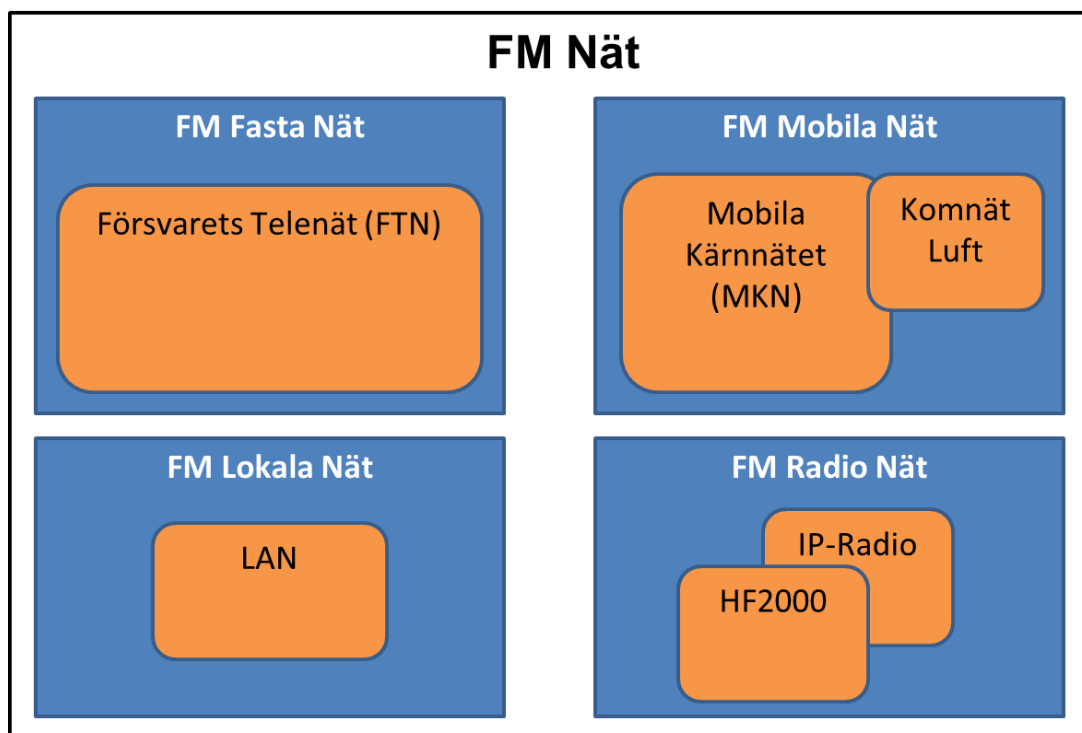 FM Nät
FM Fasta Nät
Försvarets Telenät (FTN)
FM Mobila Nät
Mobila
Kärnnätet
(MKN)
Komnät
Luft
FM Lokala Nät
LAN
FM Radio Nät
IP-Radio
HF2000